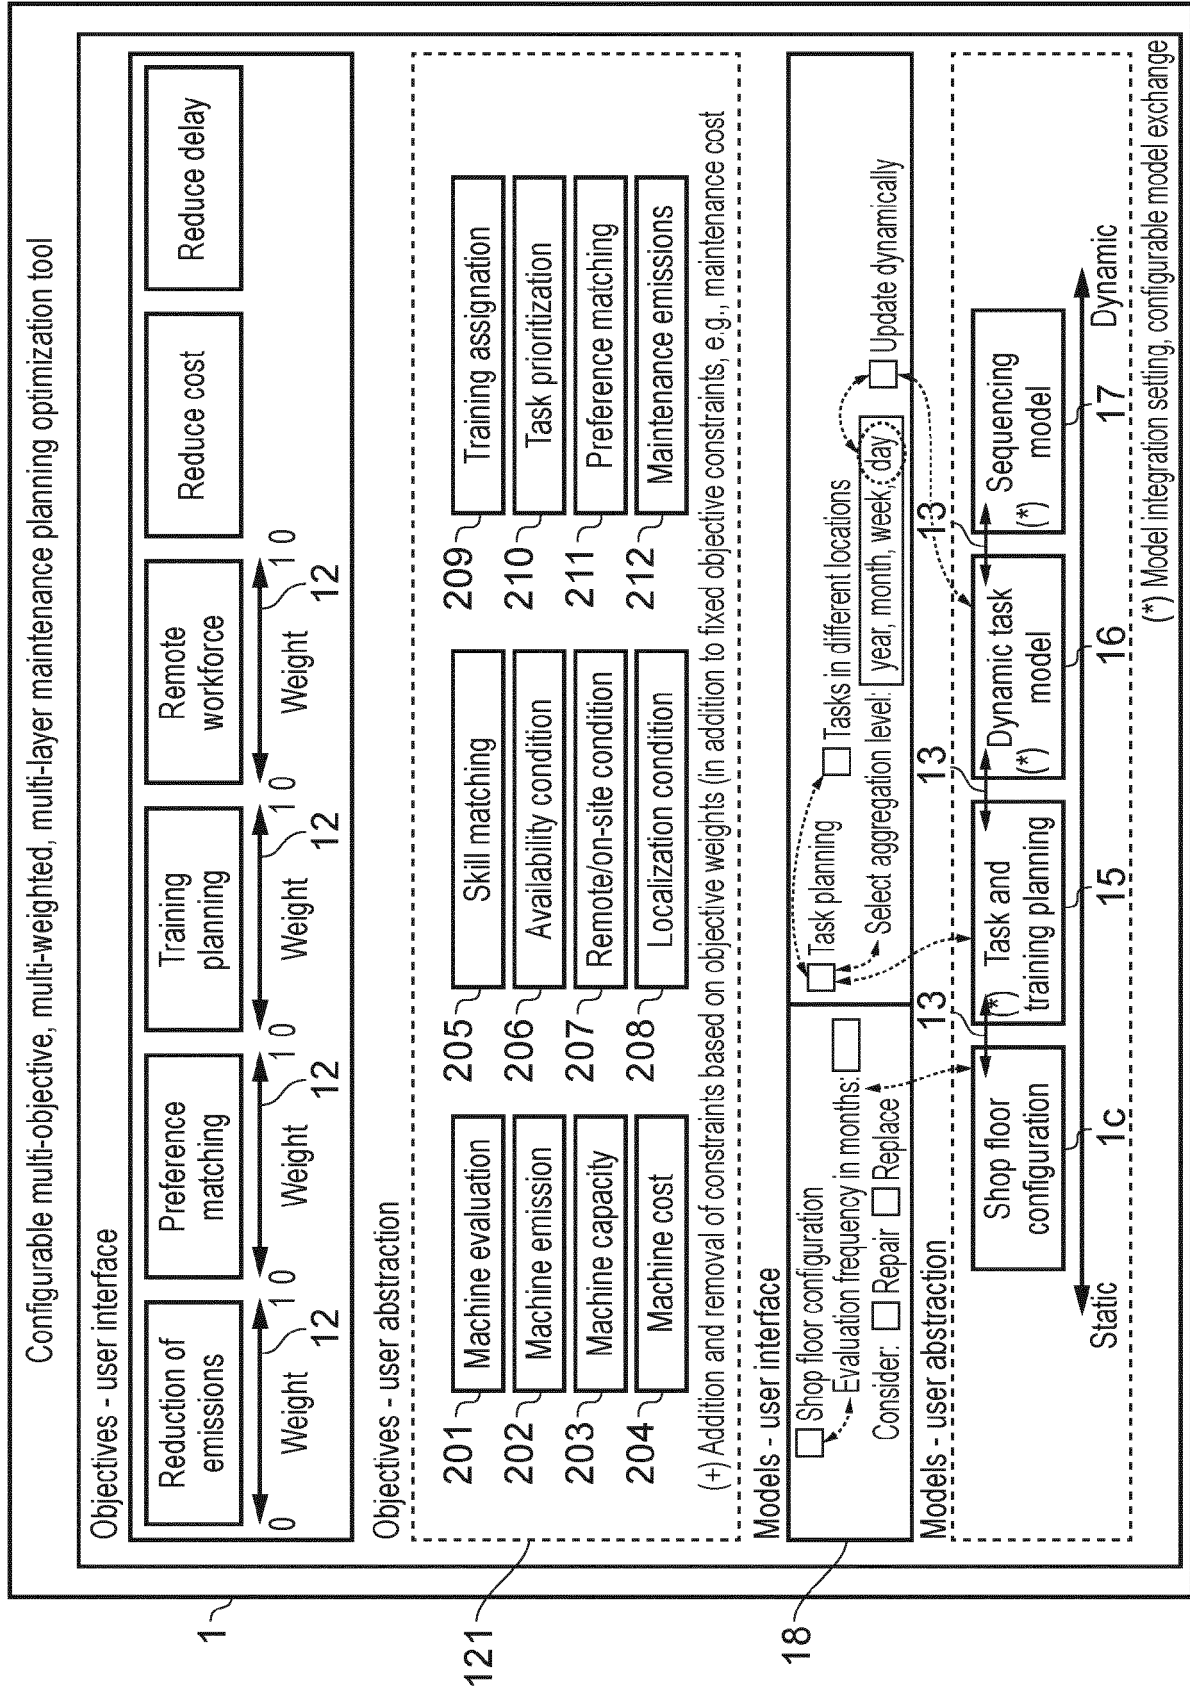 Configurable multi-objective, multi-weighted, multi-layer maintenance planning optimization tool
1
Objectives - user interface
Reduction of
emissions
Preference
matching
Training
planning
Remote
workforce
Reduce cost
Reduce delay
0
1
0
1
0
1
0
1
0
Weight
12
Weight
12
Weight
12
Weight
12
Objectives - user abstraction
121
201
Machine evaluation
202
Machine emission
203
Machine capacity
204
Machine cost
205
Skill matching
206
Availability condition
207
Remote/on-site condition
208
Localization condition
209
Training assignation
210
Task prioritization
211
Preference matching
212
Maintenance emissions
(+) Addition and removal of constraints based on objective weights (in addition to fixed objective constraints, e.g., maintenance cost
Models - user interface
18
Shop floor configuration
Evaluation frequency in months:
Consider:
Repair
Replace
Task planning
Tasks in different locations
Select aggregation level:
year, month, week, day
Update dynamically
Models - user abstraction
Shop floor
configuration
1c
13
(*) Task and
training planning
15
13
Dynamic task
(*) model
16
13
Sequencing
(*) model
17
Static
Dynamic
(*) Model integration setting, configurable model exchange